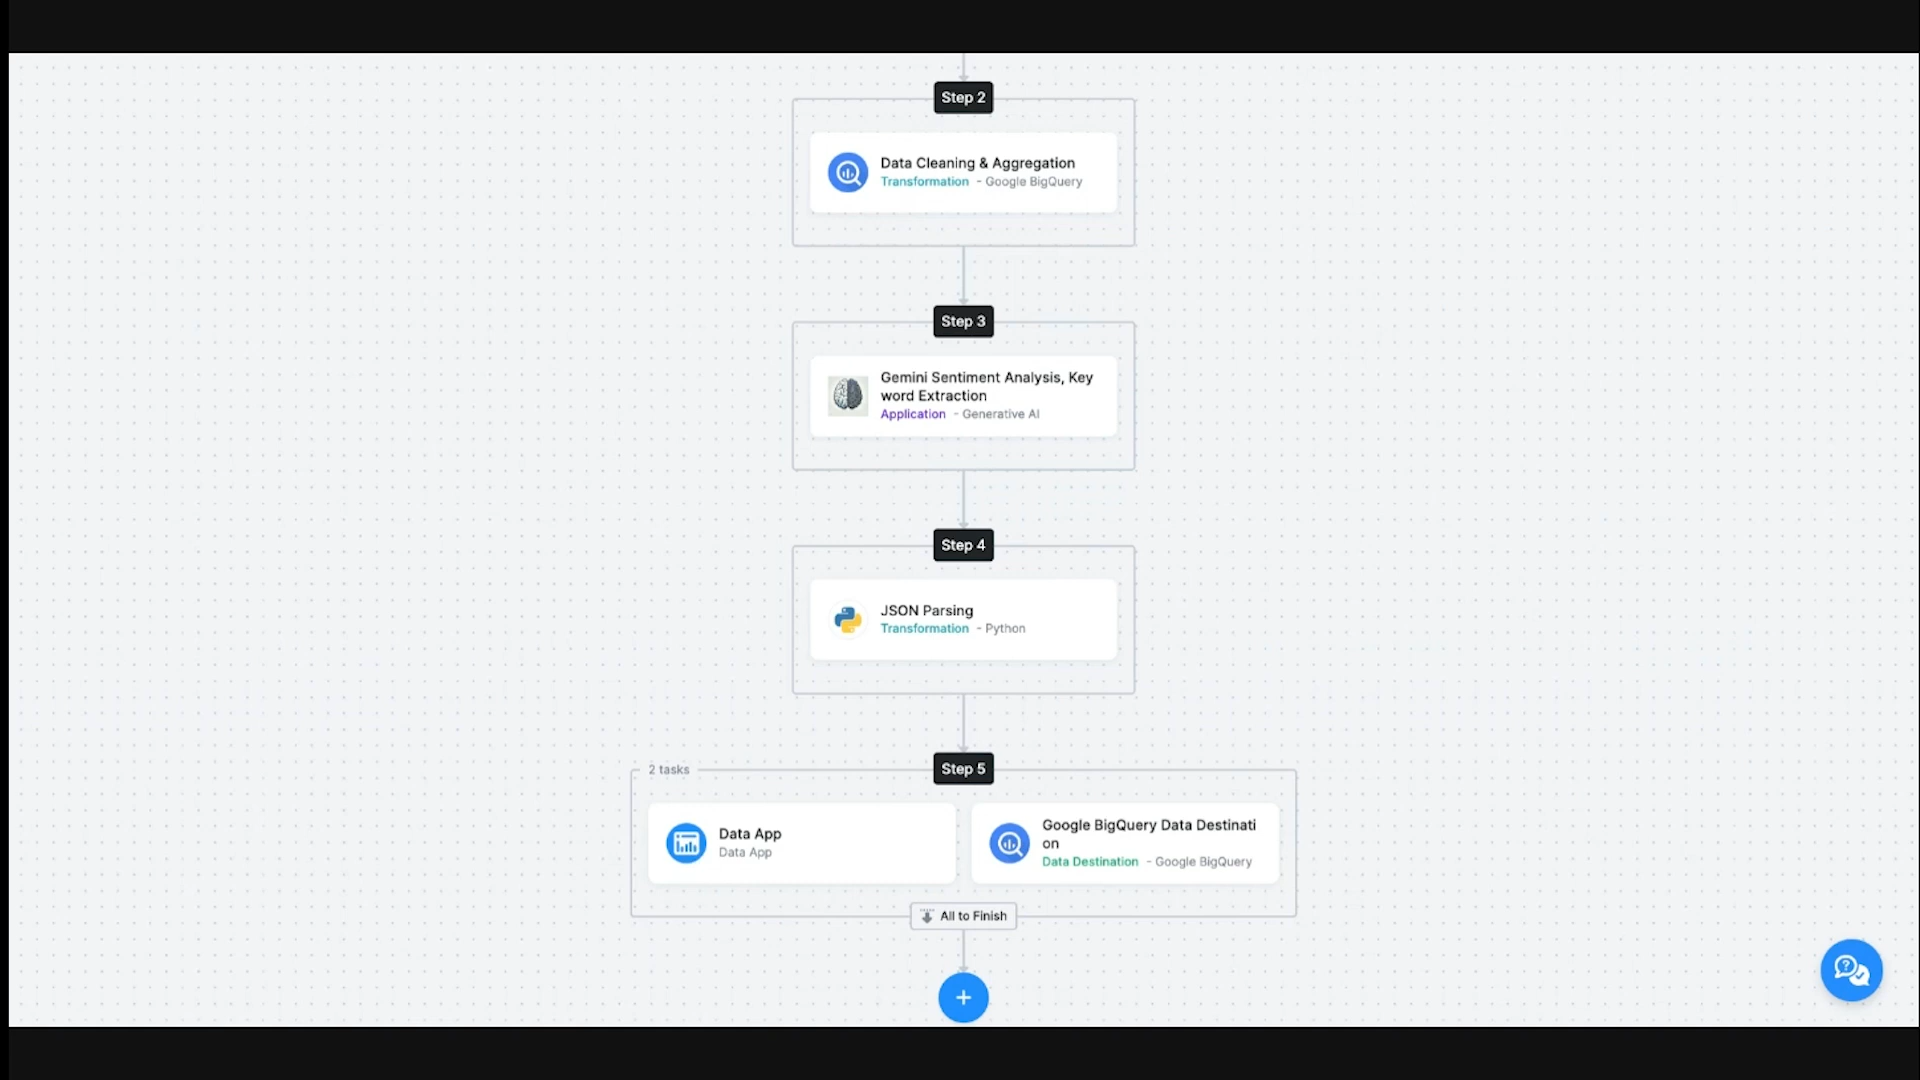 Step 2
Data Cleaning & Aggregation
Transformation - Google BigQuery
Step 3
Gemini Sentiment Analysis, Key
word Extraction
Application - Generative AI
Step 4
JSON Parsing
Transformation - Python
2 tasks
Step 5
Data App
Data App
Google BigQuery Data Destinati
on
Data Destination - Google BigQuery
All to Finish